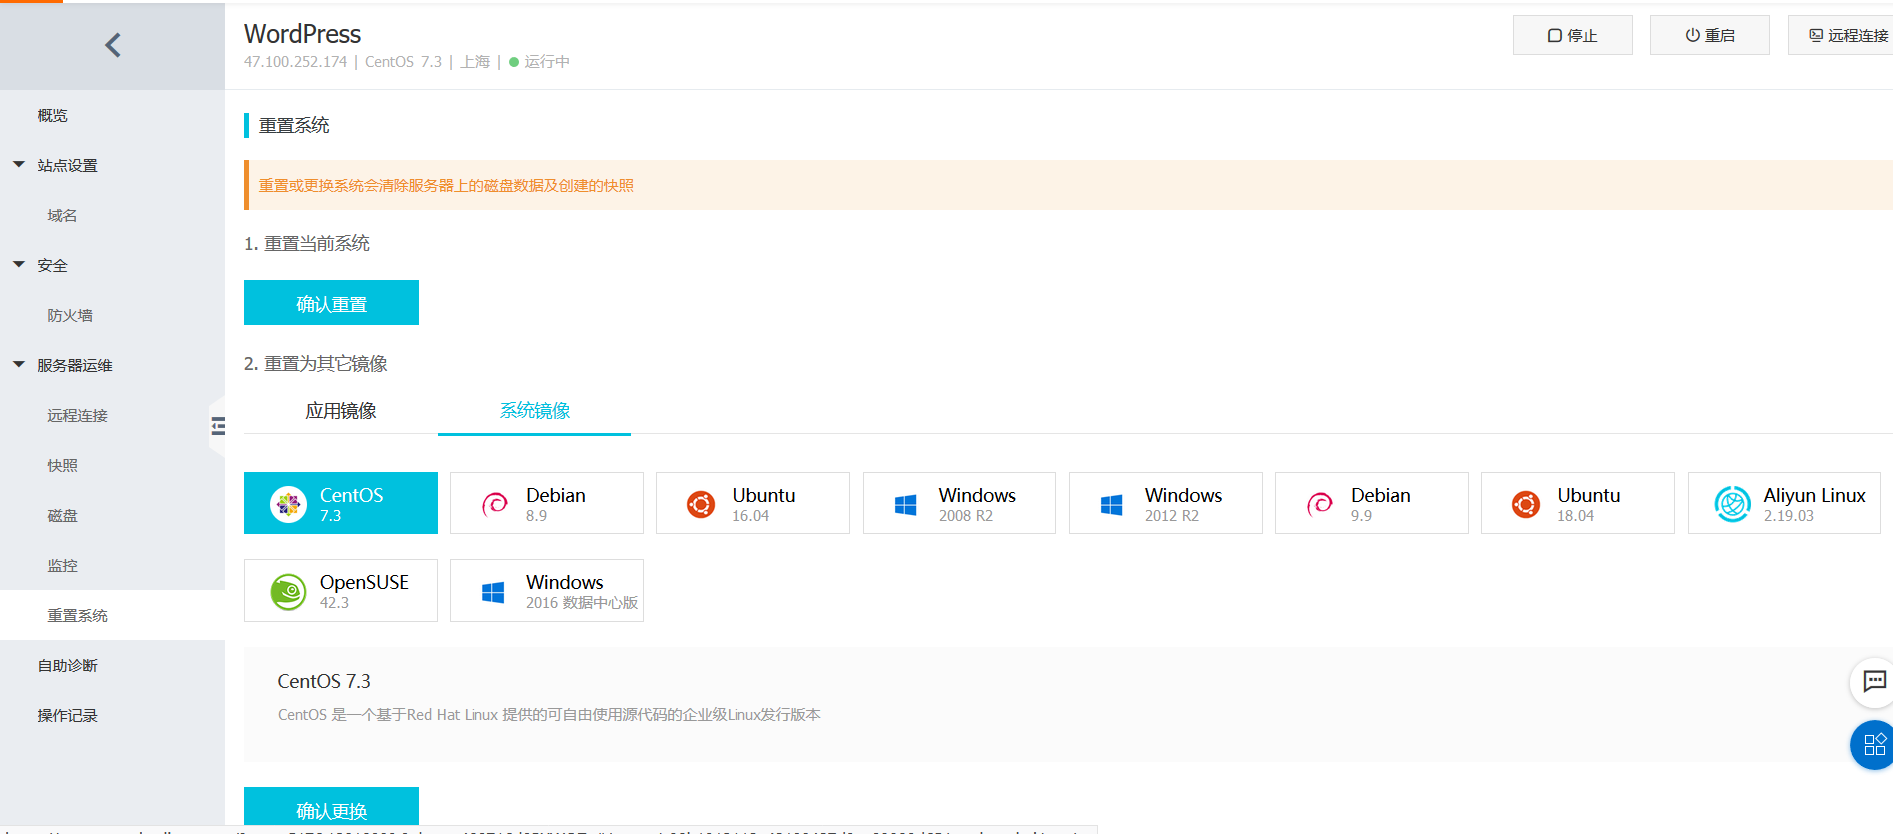 WordPress
47.100.252.174 | CentOS 7.3 | 上海 | 运行中
停止
重启
远程连接
概览
站点设置
域名
安全
防火墙
服务器运维
远程连接
快照
磁盘
监控
重置系统
自助诊断
操作记录
重置系统
重置或更换系统会清除服务器上的磁盘数据及创建的快照
1. 重置当前系统
确认重置
2. 重置为其它镜像
应用镜像
系统镜像
CentOS
7.3
Debian
8.9
Ubuntu
16.04
Windows
2008 R2
Windows
2012 R2
Debian
9.9
Ubuntu
18.04
Aliyun Linux
2.19.03
OpenSUSE
42.3
Windows
2016 数据中心版
CentOS 7.3
CentOS 是一个基于Red Hat Linux 提供的可自由使用源代码的企业级Linux发行版本
确认更换